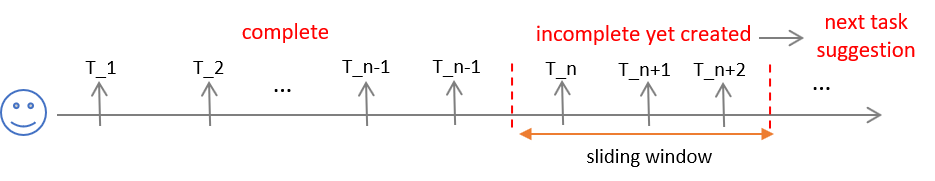 complete
incomplete yet created
next task
suggestion
T_1
T_2
...
T_n-1
T_n-1
T_n
T_n+1
T_n+2
...
sliding window